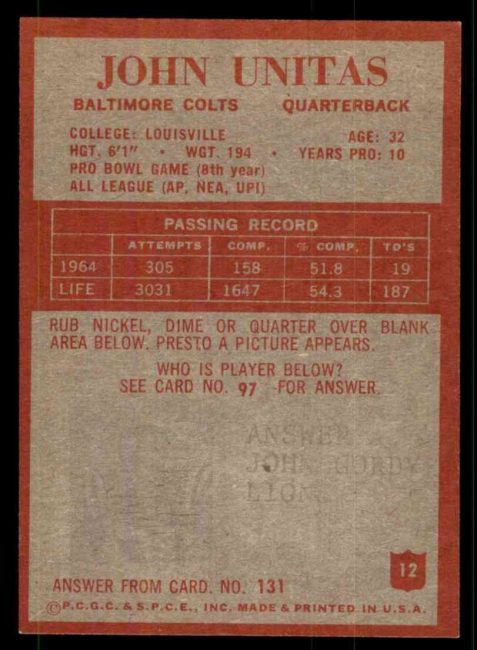 JOHN UNITAS
BALTIMORE COLTS QUARTERBACK
COLLEGE: LOUISVILLE AGE: 32
HGT. 6'1" • WGT. 194 • YEARS PRO: 10
PRO BOWL GAME (8th year)
ALL LEAGUE (AP, NEA, UPI)
PASSING RECORD
ATTEMPTS COMP. % COMP. TD'S
1964 305 158 51.8 19
LIFE 3031 1647 54.3 187
RUB NICKEL, DIME OR QUARTER OVER BLANK
AREA BELOW. PRESTO A PICTURE APPEARS.
WHO IS PLAYER BELOW?
SEE CARD NO. 97 FOR ANSWER.
ANSWER
JOHN GORDY
LIONS
12
ANSWER FROM CARD. NO. 131
©P.C.G.C. & S.P.C.E., INC. MADE & PRINTED IN U.S.A.